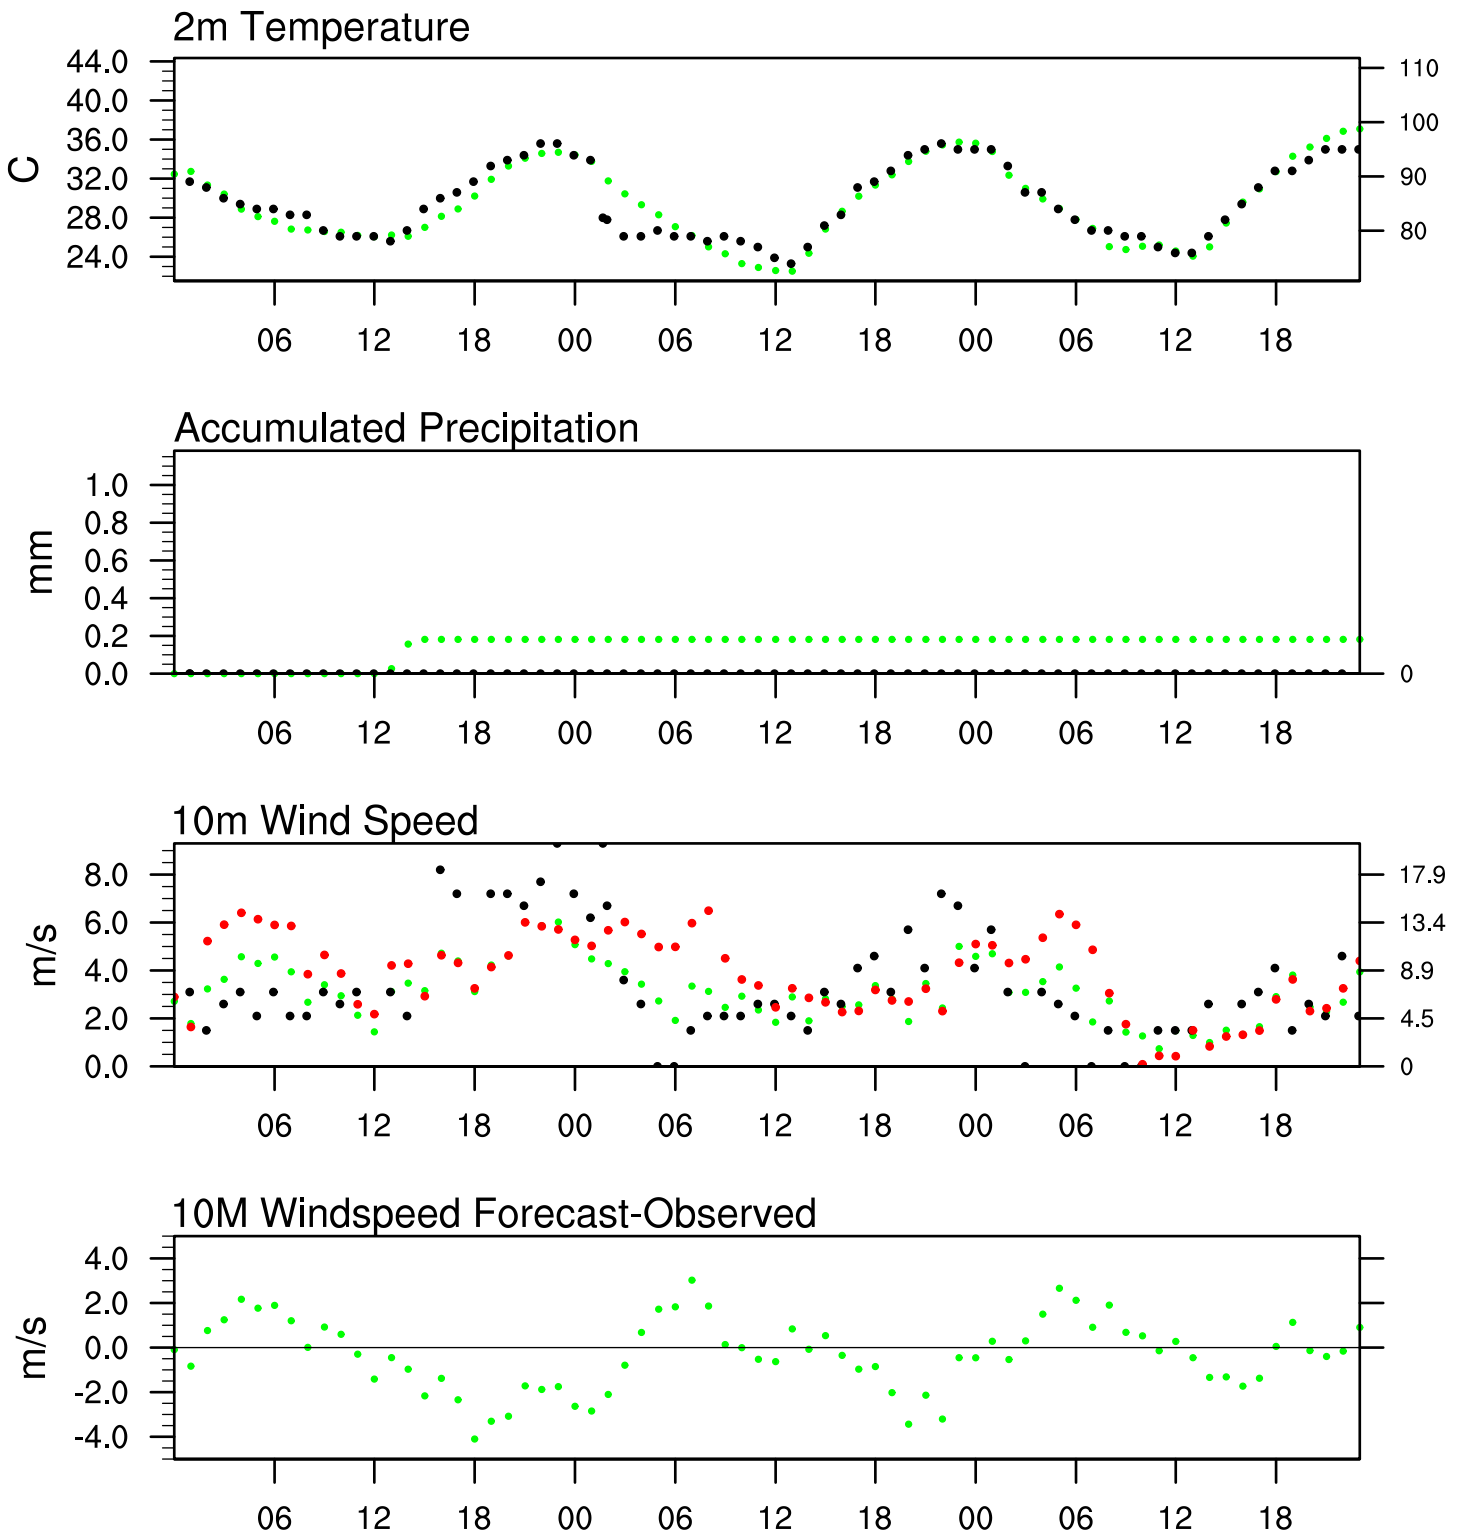 2m Temperature
44.0
40.0
36.0
32.0
28.0
24.0
C
110
100
90
80
06 12 18 00 06 12 18 00 06 12 18
Accumulated Precipitation
1.0
0.8
0.6
0.4
0.2
0.0
mm
0
06 12 18 00 06 12 18 00 06 12 18
10m Wind Speed
8.0
6.0
4.0
2.0
0.0
m/s
17.9
13.4
8.9
4.5
0
06 12 18 00 06 12 18 00 06 12 18
10M Windspeed Forecast-Observed
4.0
2.0
0.0
-2.0
-4.0
m/s
06 12 18 00 06 12 18 00 06 12 18